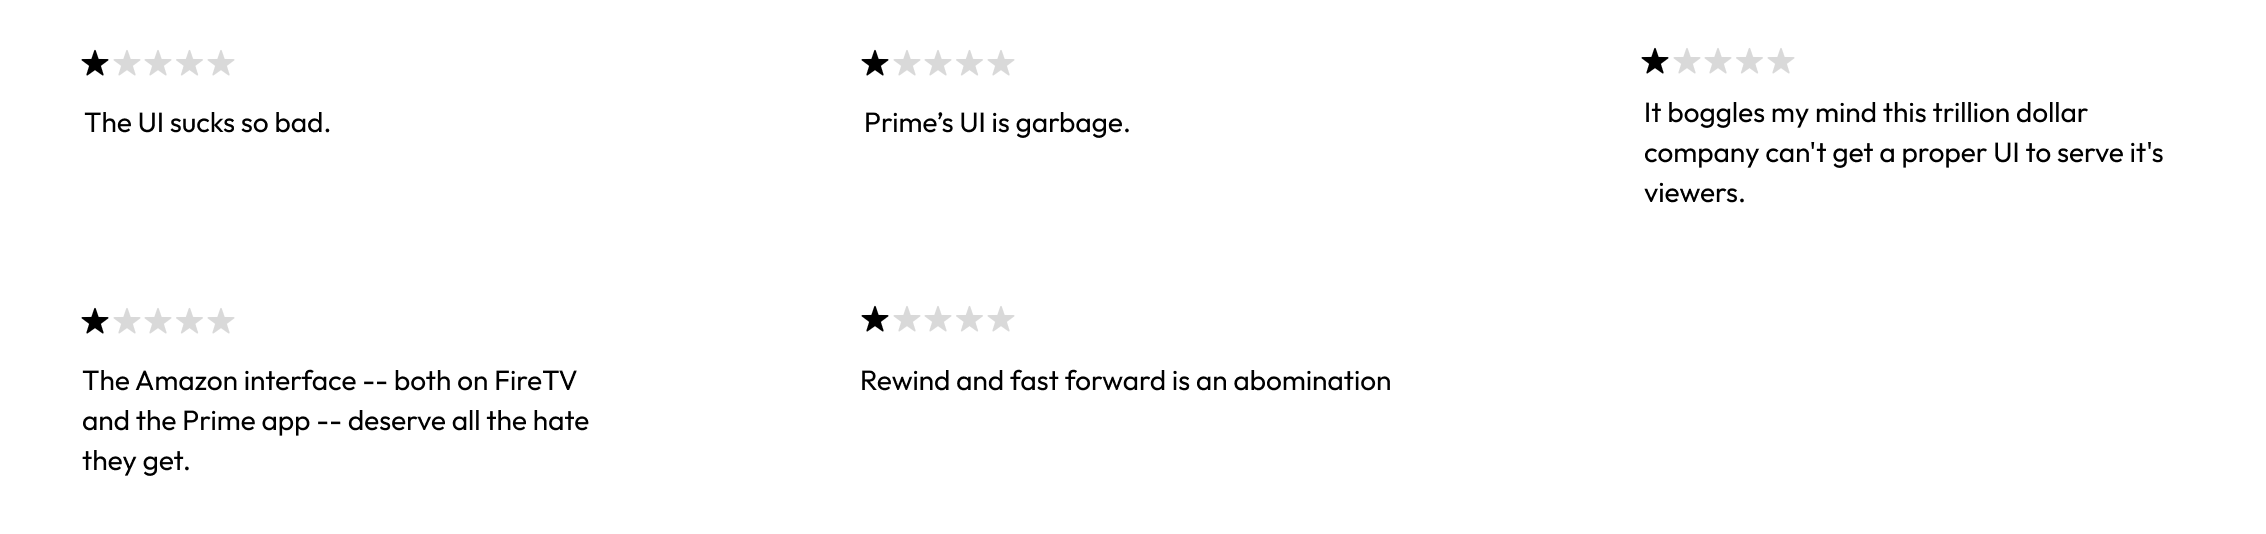 The UI sucks so bad.
Prime’s UI is garbage.
It boggles my mind this trillion dollar
company can't get a proper UI to serve it's
viewers.
The Amazon interface -- both on FireTV
and the Prime app -- deserve all the hate
they get.
Rewind and fast forward is an abomination